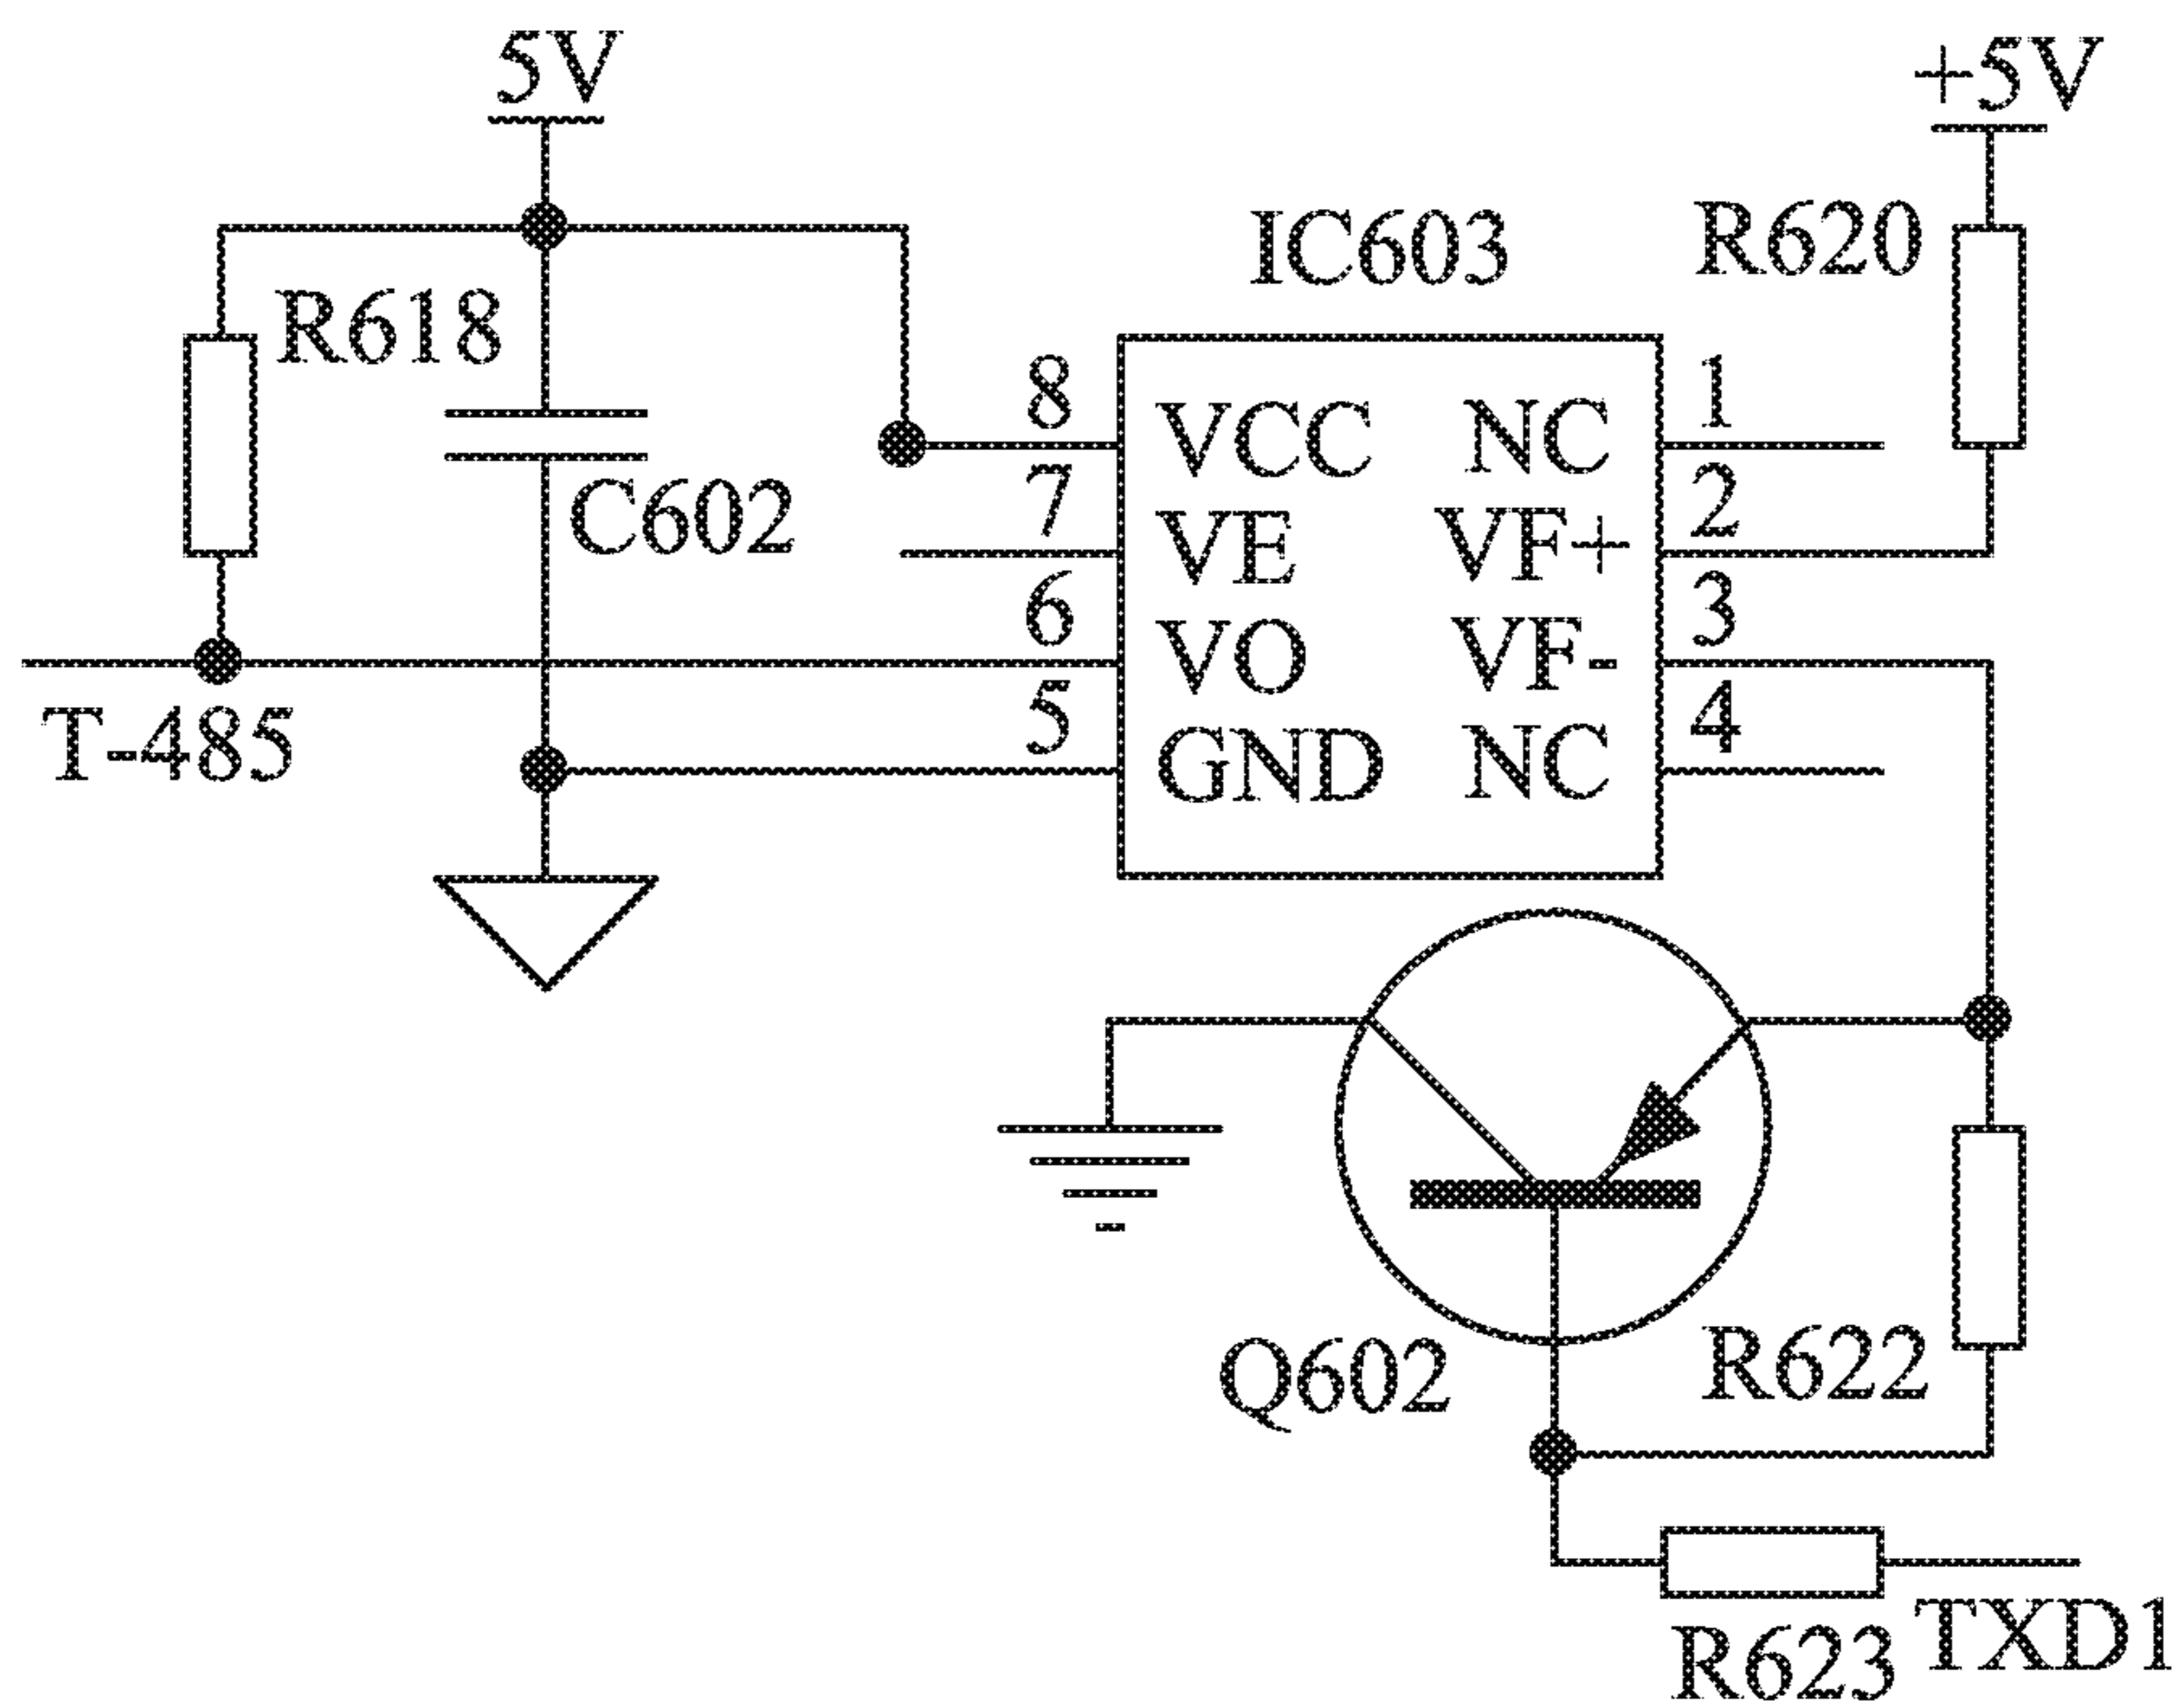 5V
+5V
R618
C602
T-485
IC603
R620
8
7
6
5
VCC NC
VE VF+
VO VF-
GND NC
1
2
3
4
Q602
R622
R623
TXD1